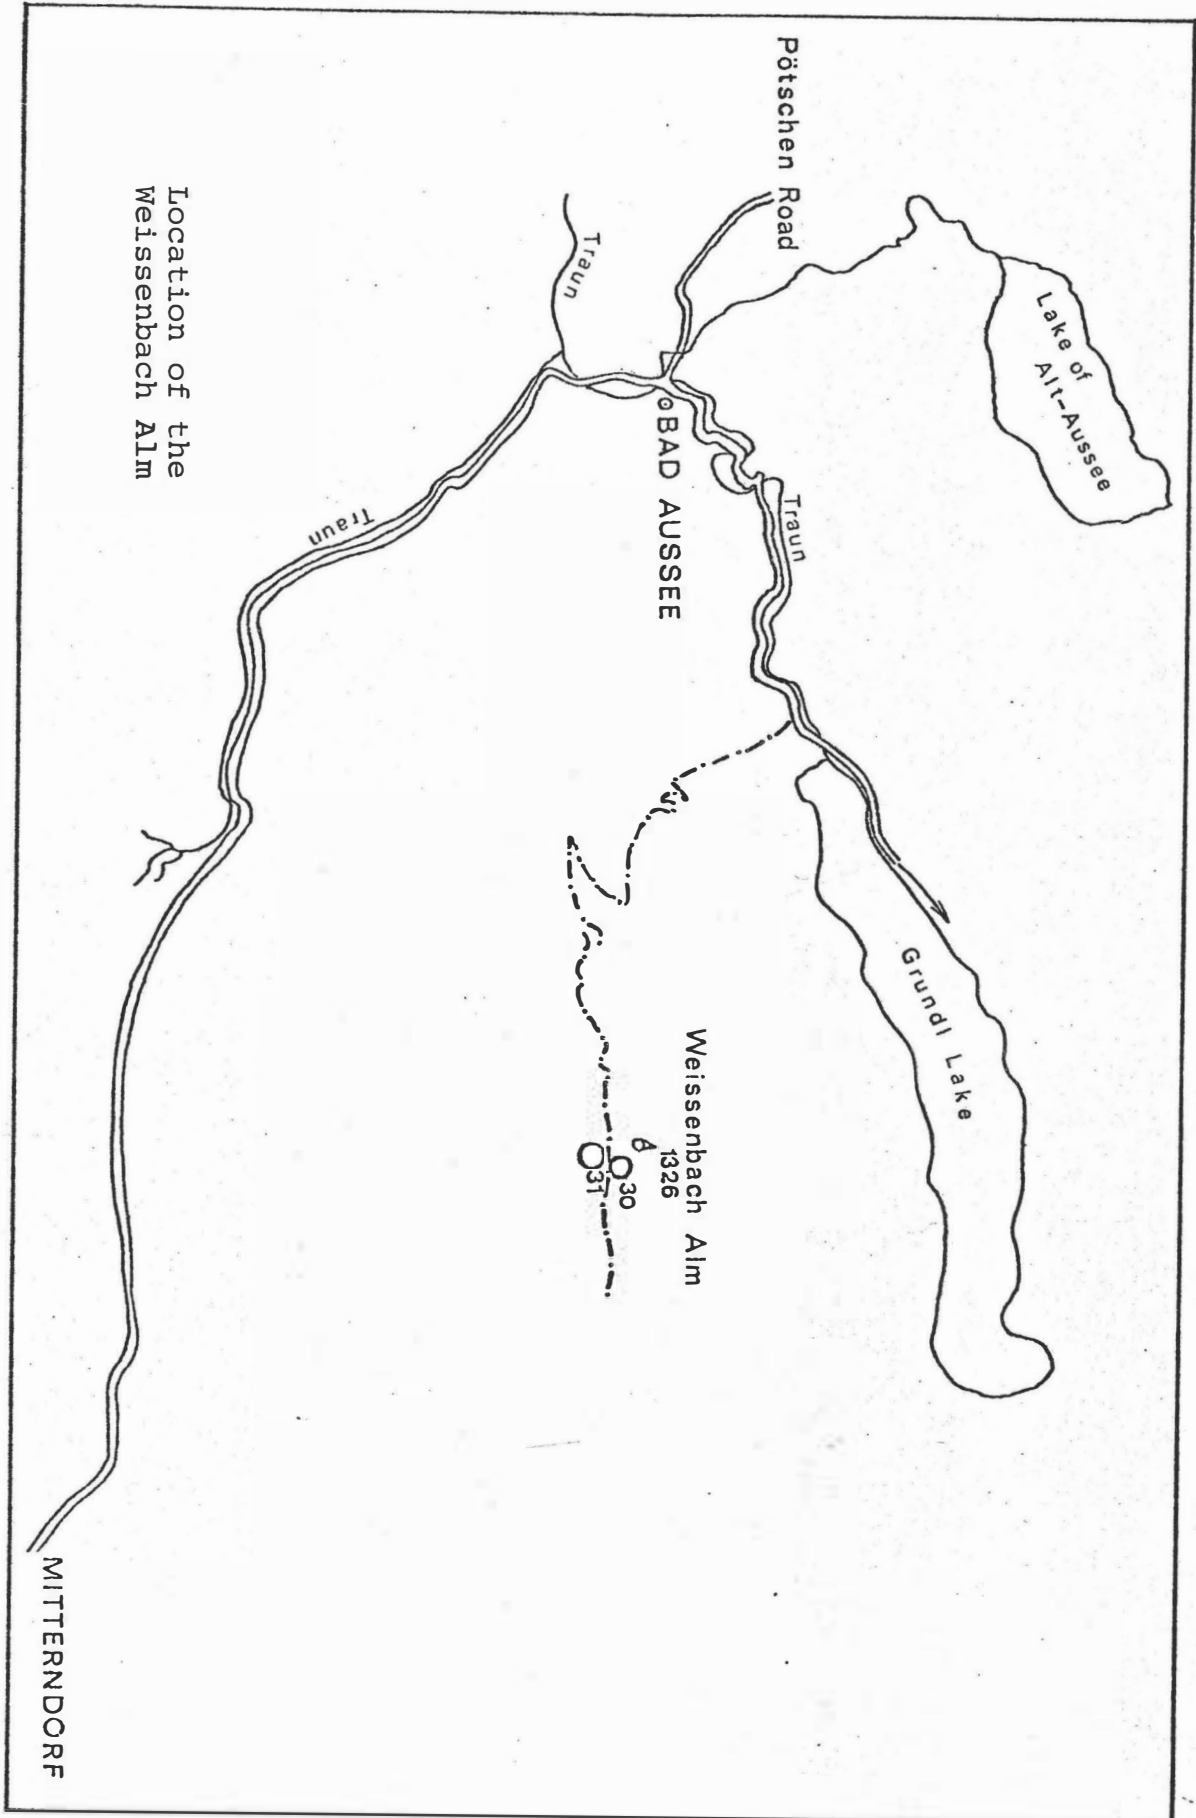 Pötschen Road
Lake of
Alt-Aussee
Traun
BAD AUSSEE
Traun
Traun
Grundl Lake
Weissenbach Alm
1326
30
31
MITTERNDORF
Location of the
Weissenbach Alm